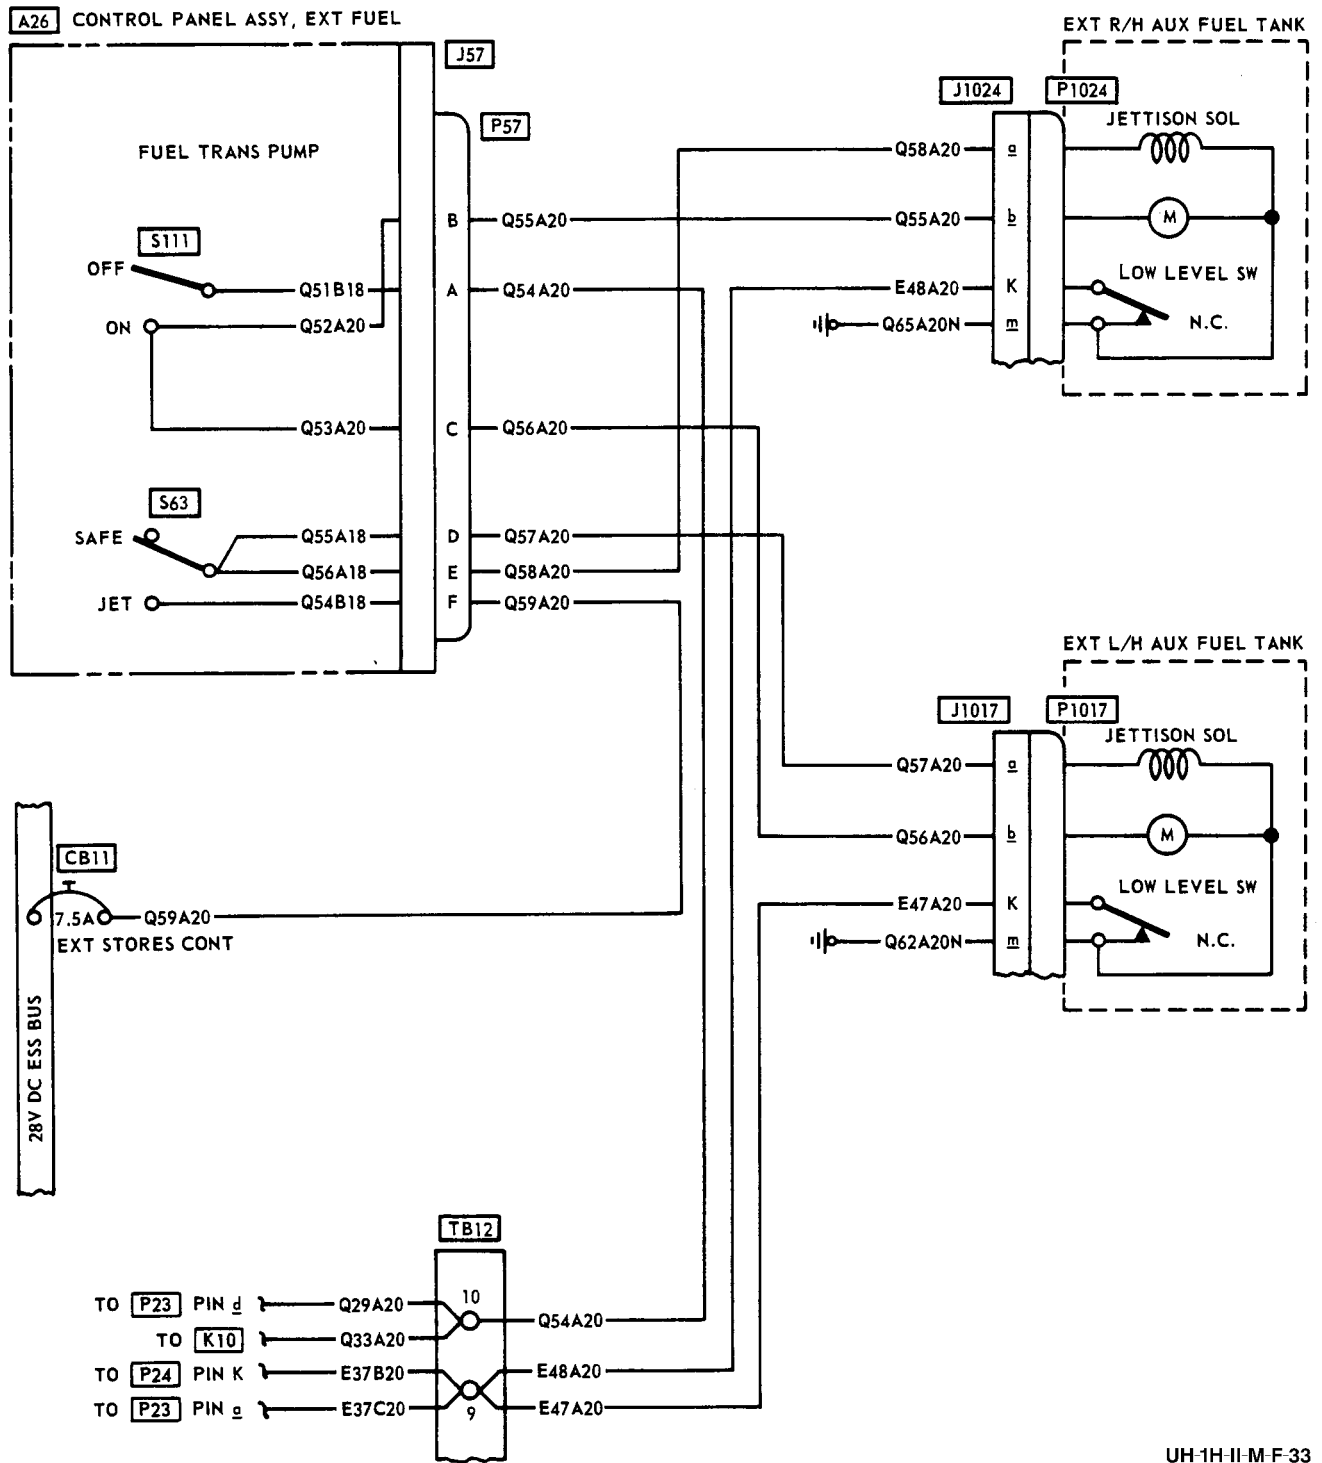 A26 CONTROL PANEL ASSY, EXT FUEL
J57
P57
FUEL TRANS PUMP
S111
OFF
ON
Q51B18
Q52A20
Q53A20
S63
SAFE
JET
Q55A18
Q56A18
Q54B18
B
A
C
D
E
F
Q55A20
Q54A20
Q56A20
Q57A20
Q58A20
Q59A20
EXT R/H AUX FUEL TANK
J1024
P1024
JETTISON SOL
Q58A20 a
Q55A20 b
M
E48A20 K
LOW LEVEL SW
Q65A20N m
N.C.
EXT L/H AUX FUEL TANK
J1017
P1017
JETTISON SOL
Q57A20 a
Q56A20 b
M
E47A20 K
LOW LEVEL SW
Q62A20N m
N.C.
CB11
7.5A
Q59A20
EXT STORES CONT
28V DC ESS BUS
TB12
TO P23 PIN d Q29A20
10
Q54A20
TO K10 Q33A20
TO P24 PIN K E37B20
E48A20
TO P23 PIN a E37C20
9
E47A20
UH-1H-II-M-F-33